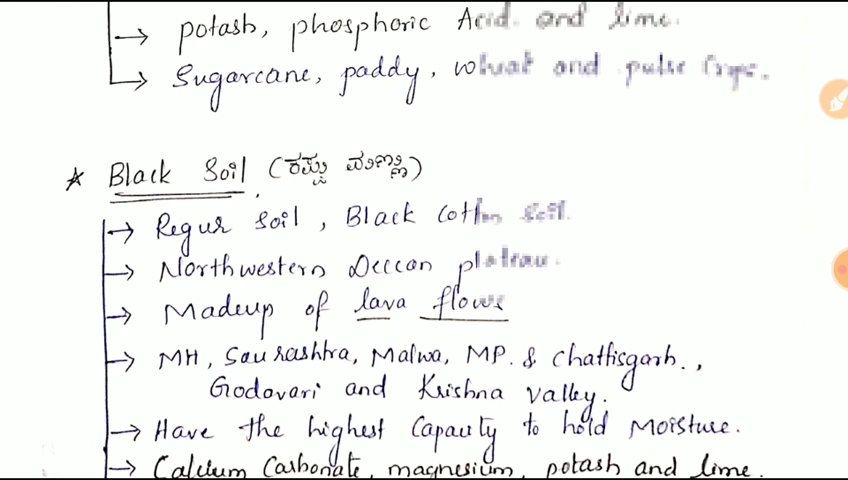 → potash, phosphoric Acid. and lime.
→ Sugarcane, paddy, wheat and pulse Crops.
* Black Soil (ಕಪ್ಪು ಮಣ್ಣು)
→ Regur Soil, Black Cotton Soil.
→ Northwestern Deccan plateau.
→ Madeup of lava flows
→ MH, Saurashtra, Malwa, MP. & Chattisgarh.,
Godavari and Krishna valley.
→ Have the highest Capacity to hold Moisture.
→ Calcium Carbonate, magnesium, potash and lime.